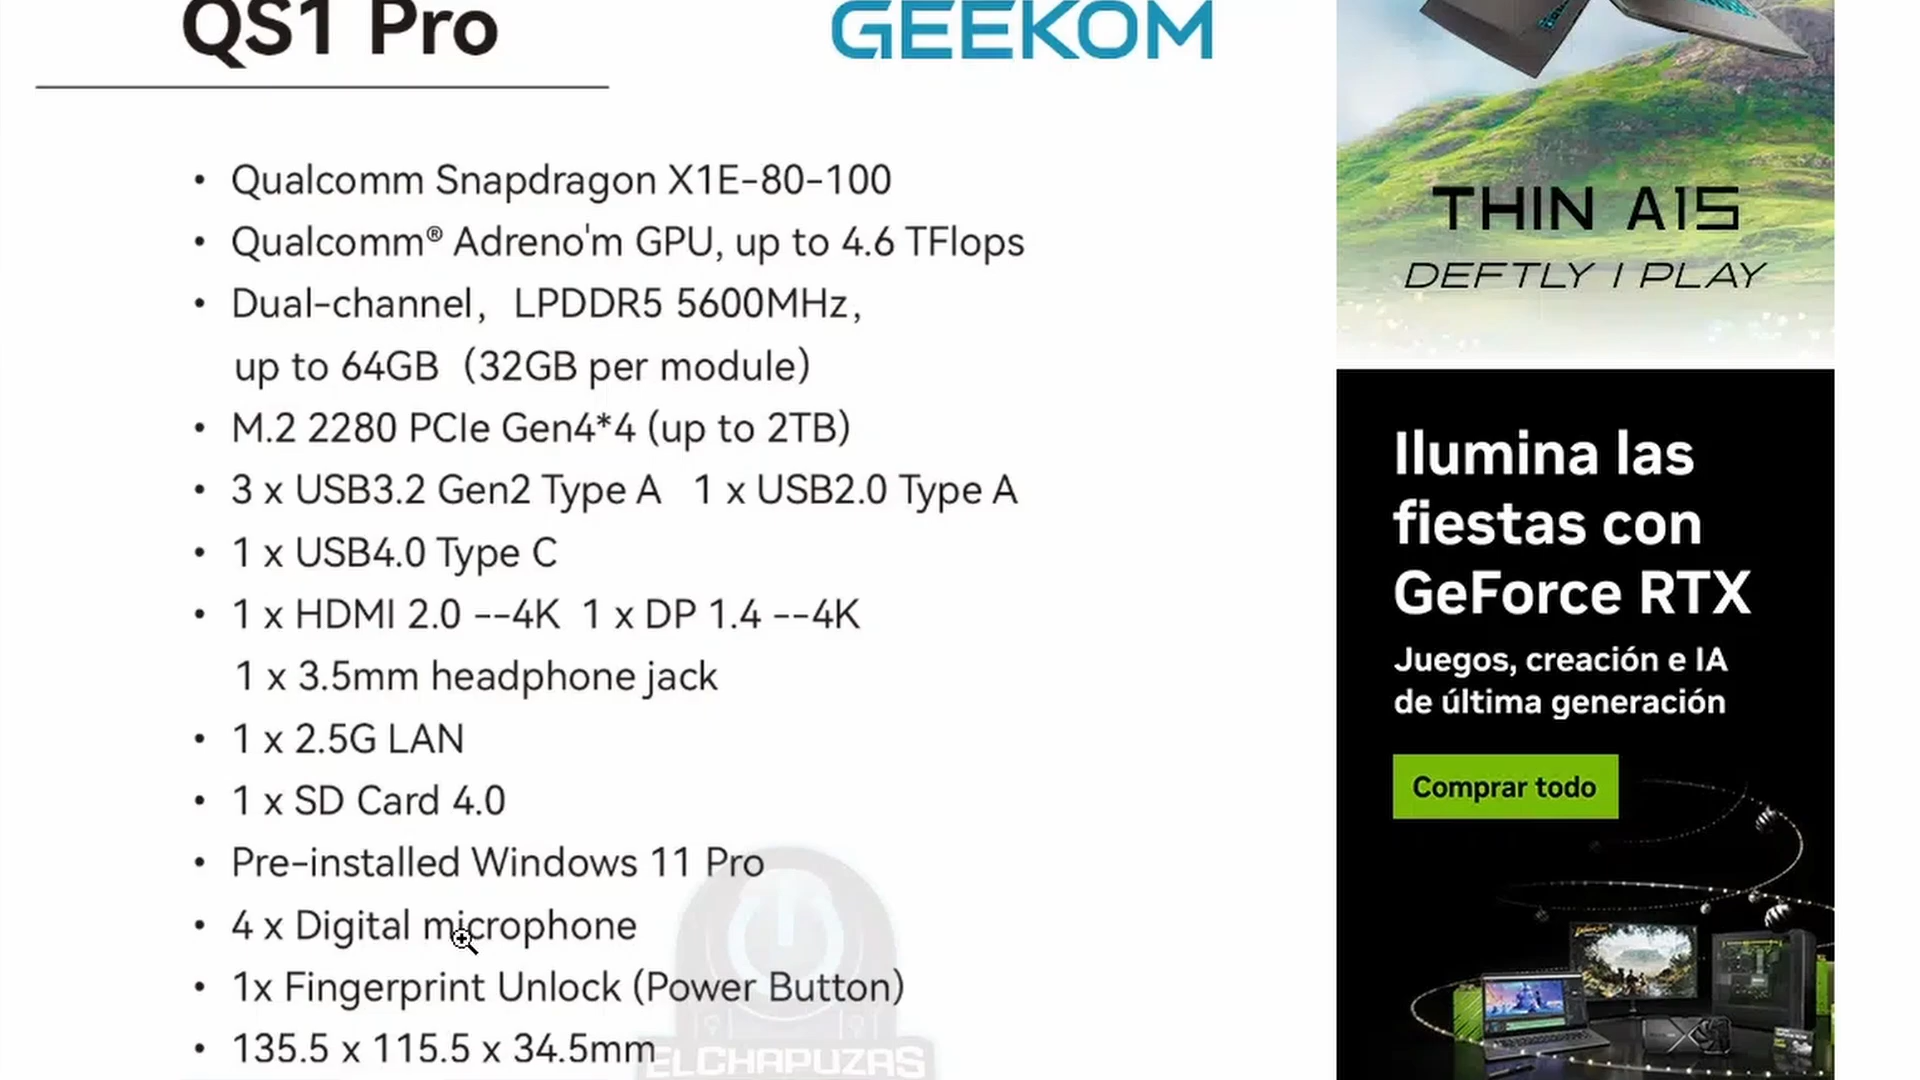 QS1 Pro
GEEKOM
• Qualcomm Snapdragon X1E-80-100
• Qualcomm® Adreno'm GPU, up to 4.6 TFlops
• Dual-channel，LPDDR5 5600MHz，
up to 64GB（32GB per module）
• M.2 2280 PCIe Gen4*4 (up to 2TB)
• 3 x USB3.2 Gen2 Type A 1 x USB2.0 Type A
• 1 x USB4.0 Type C
• 1 x HDMI 2.0 --4K 1 x DP 1.4 --4K
1 x 3.5mm headphone jack
• 1 x 2.5G LAN
• 1 x SD Card 4.0
• Pre-installed Windows 11 Pro
• 4 x Digital microphone
• 1x Fingerprint Unlock (Power Button)
• 135.5 x 115.5 x 34.5mm
ELCHAPUZAS
THIN A15
DEFTLY I PLAY
Ilumina las
fiestas con
GeForce RTX
Juegos, creación e IA
de última generación
Comprar todo